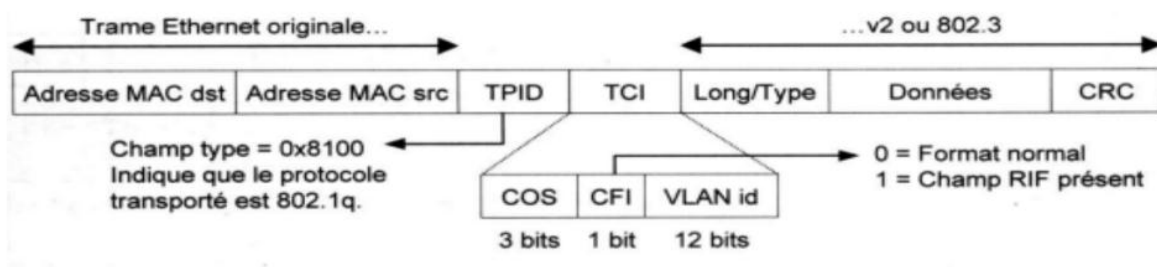 Trame Ethernet originale...
...v2 ou 802.3
Adresse MAC dst Adresse MAC src TPID TCI Long/Type Données CRC
Champ type = 0x8100
Indique que le protocole
transporté est 802.1q.
0 = Format normal
1 = Champ RIF présent
COS CFI VLAN id
3 bits 1 bit 12 bits